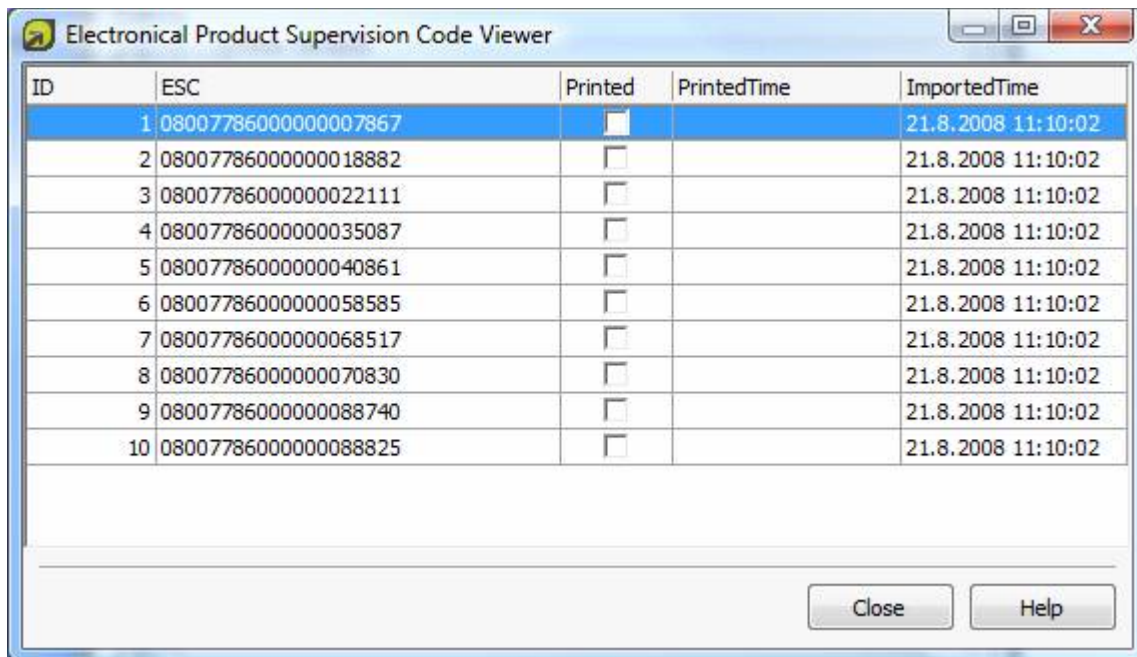 Electronical Product Supervision Code Viewer
ID ESC Printed PrintedTime ImportedTime
1 08007786000000007867 21.8.2008 11:10:02
2 08007786000000018882 21.8.2008 11:10:02
3 08007786000000022111 21.8.2008 11:10:02
4 08007786000000035087 21.8.2008 11:10:02
5 08007786000000040861 21.8.2008 11:10:02
6 08007786000000058585 21.8.2008 11:10:02
7 08007786000000068517 21.8.2008 11:10:02
8 08007786000000070830 21.8.2008 11:10:02
9 08007786000000088740 21.8.2008 11:10:02
10 08007786000000088825 21.8.2008 11:10:02
Close Help